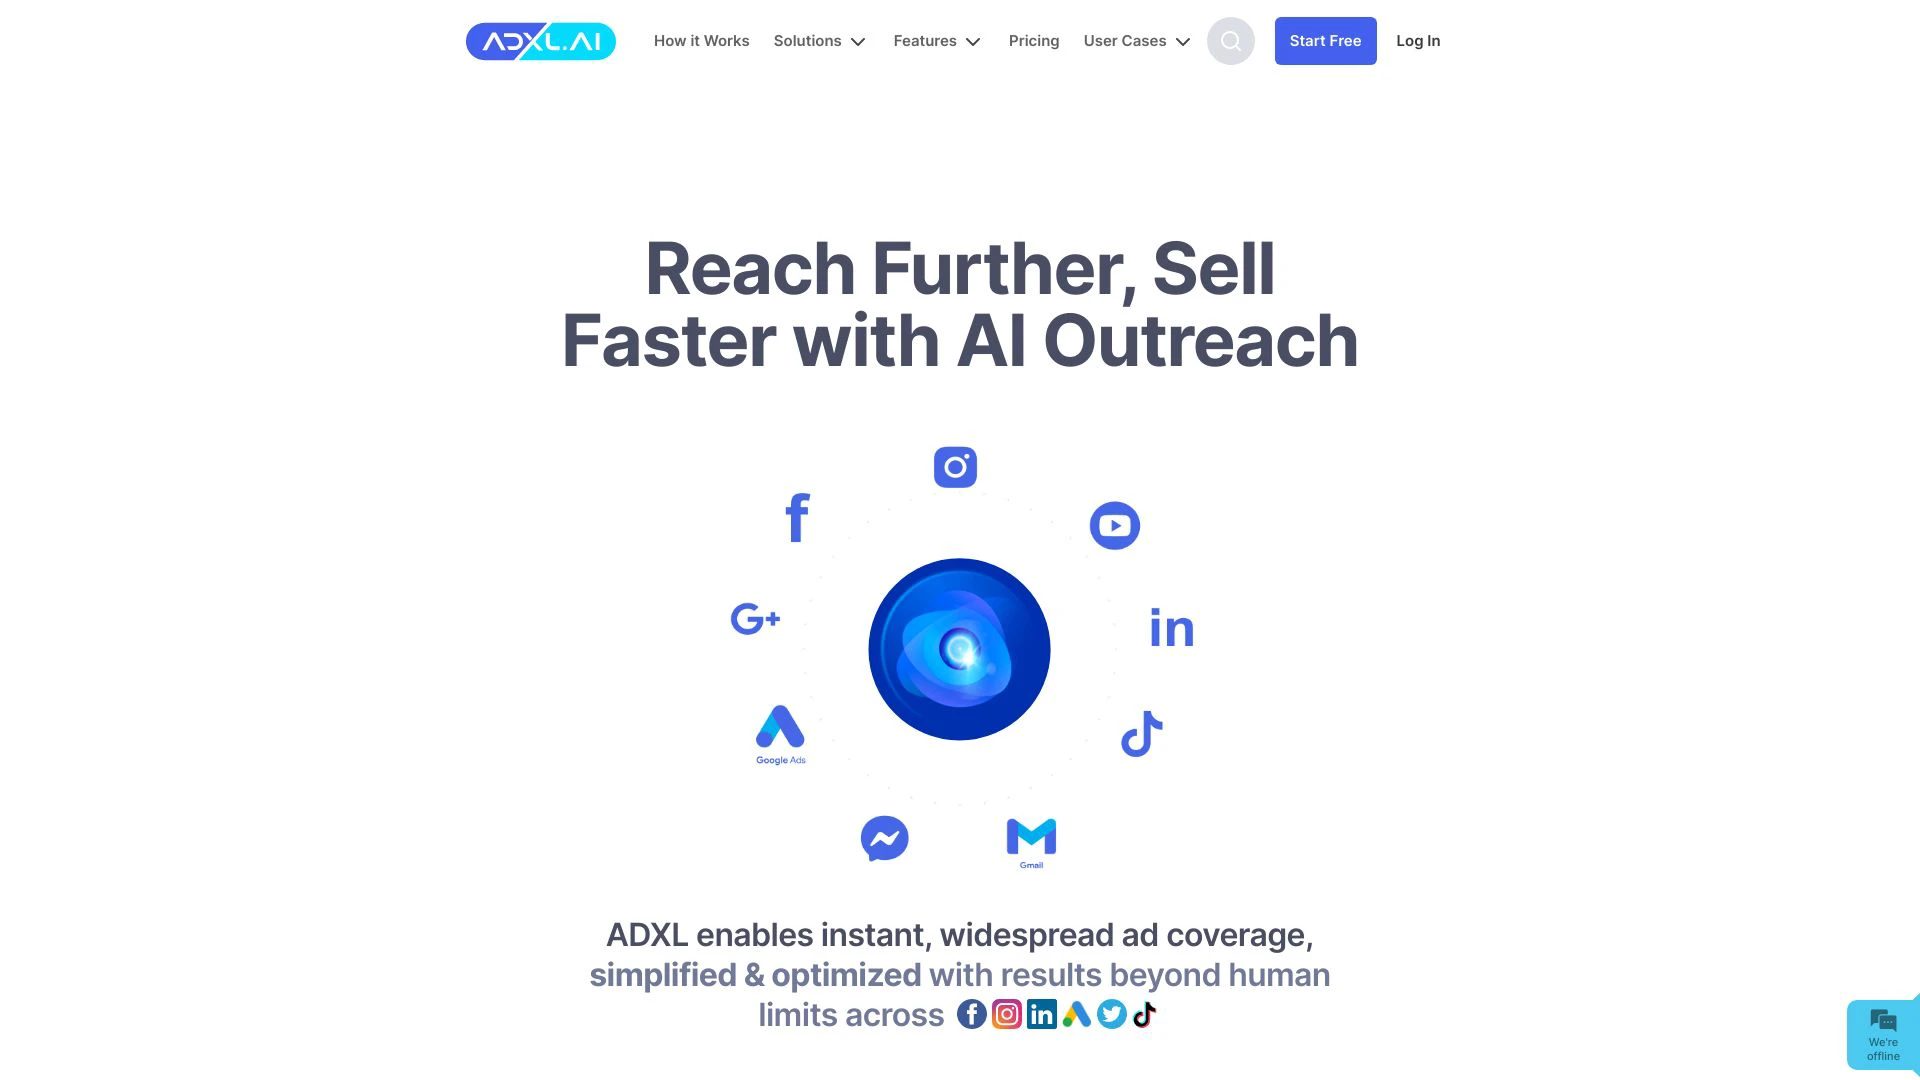 ADXL.AI
How it Works
Solutions
Features
Pricing
User Cases
Start Free
Log In
Reach Further, Sell
Faster with AI Outreach
f
G+
in
Google Ads
Gmail
ADXL enables instant, widespread ad coverage,
simplified & optimized with results beyond human
limits across
We're
offline